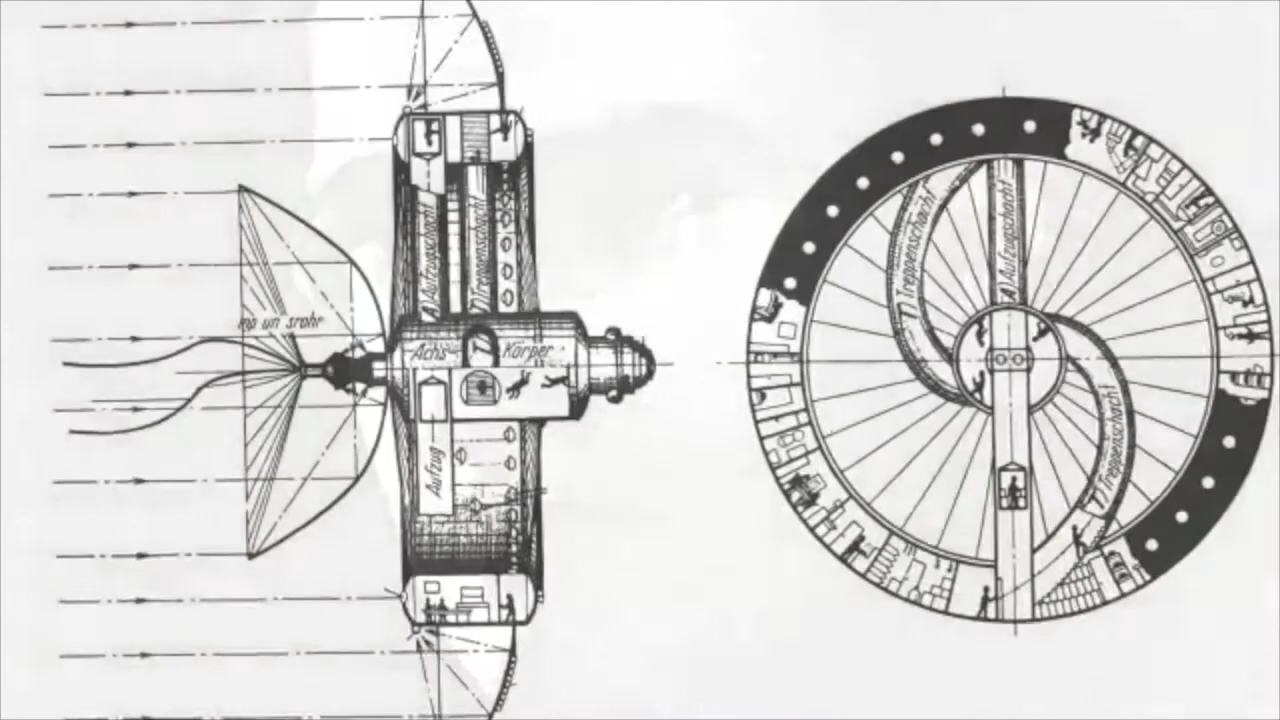 A) Aufzugschacht
T) Treppenschacht
Achs
T)
Körper
Aufzug
T) Treppenschacht
A) Aufzugschacht
T) Treppenschacht